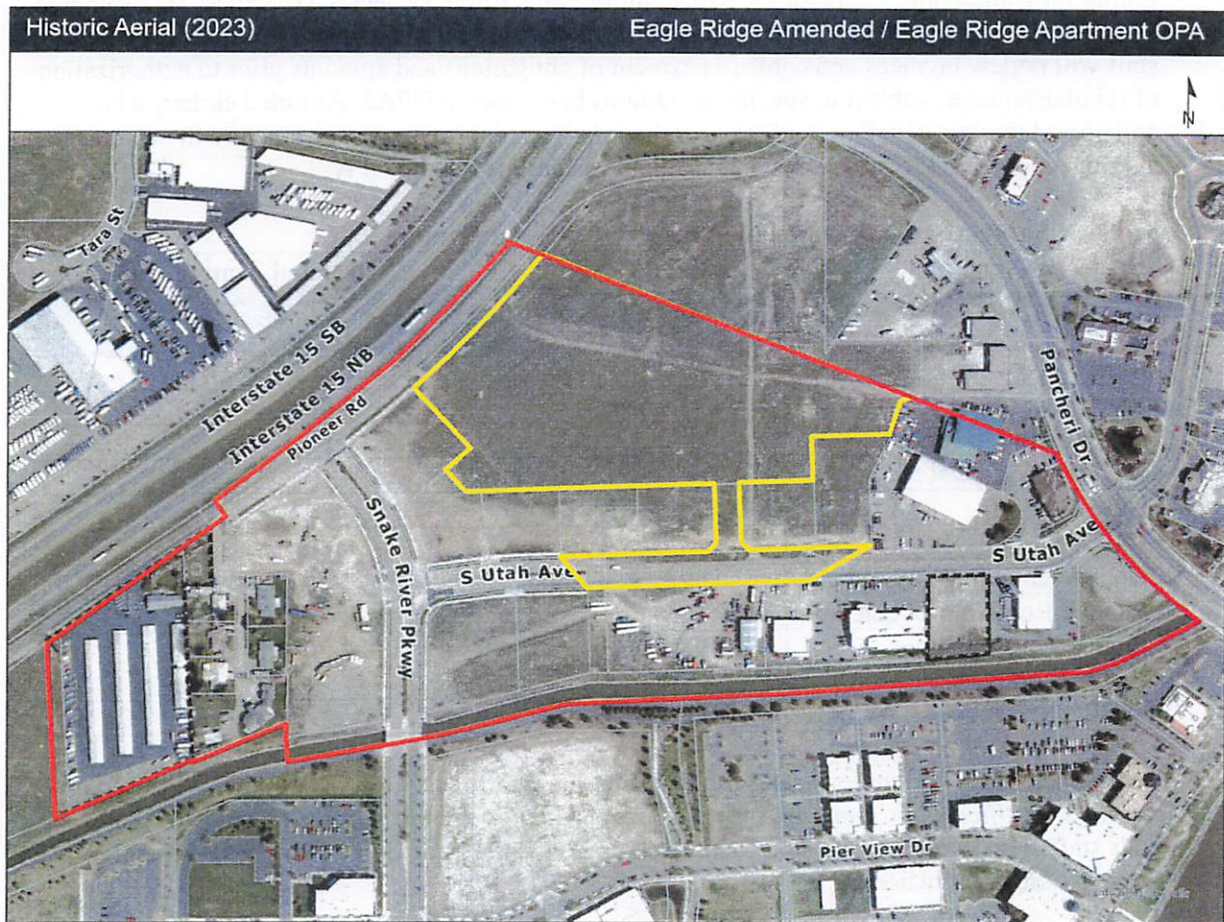 Historic Aerial (2023)
Eagle Ridge Amended / Eagle Ridge Apartment OPA
N
Tara St
Interstate 15 SB
Interstate 15 NB
Pioneer Rd
Pancheri Dr
Snake River Pkwy
S Utah Ave
S Utah Ave
Pier View Dr